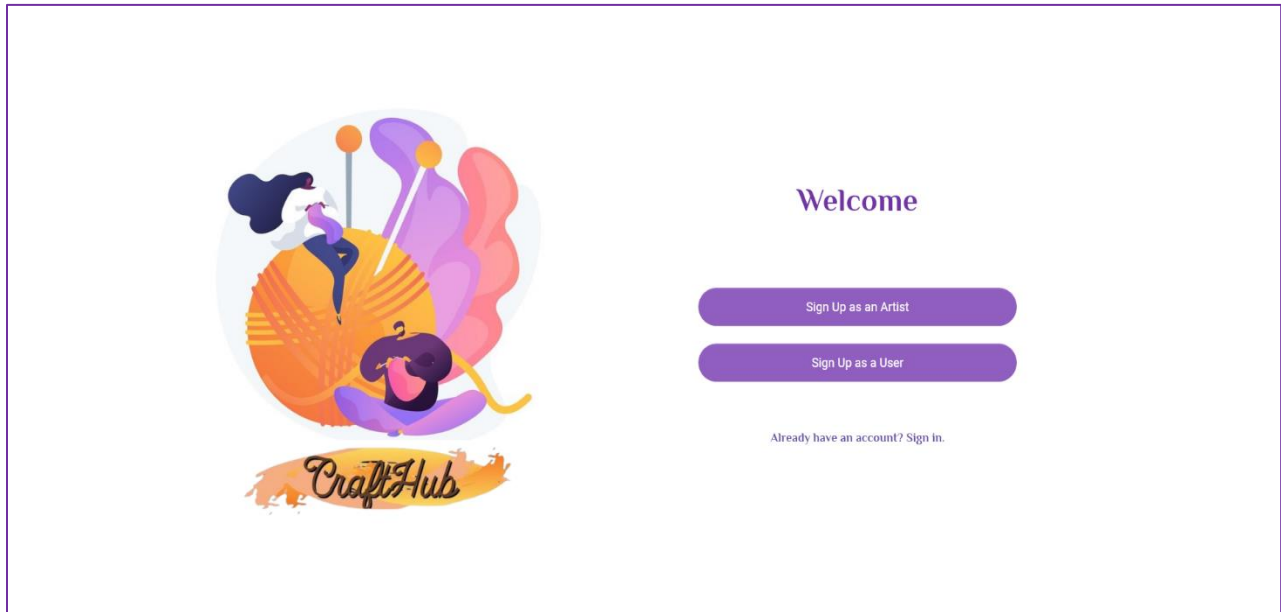 Welcome
Sign Up as an Artist
Sign Up as a User
Already have an account? Sign in.
CraftHub